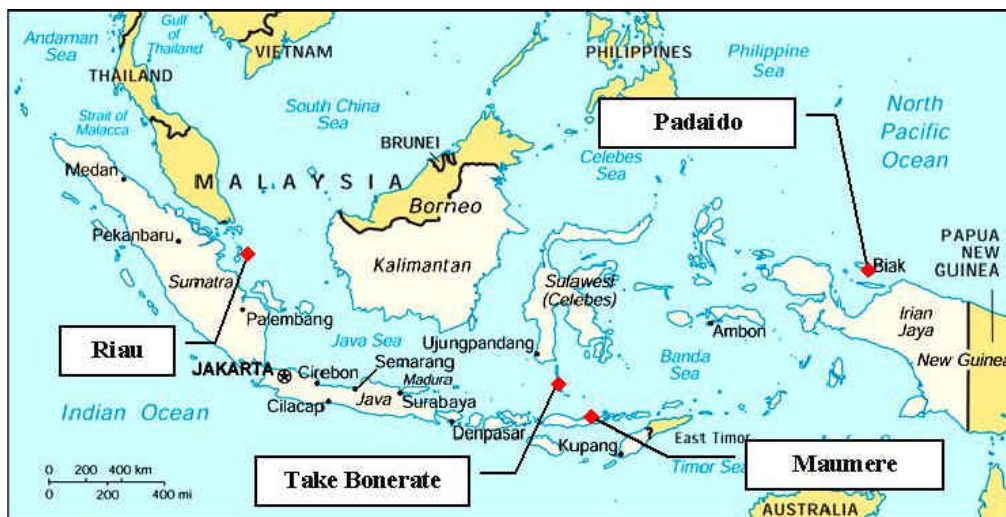 Andaman
Sea
Gulf
of
Thailand
VIETNAM
PHILIPPINES
Philippine
Sea
THAILAND
Strait of
Malacca
South China
Sea
Padaido
North
Pacific
Ocean
BRUNEI
Celebes
Sea
Medan
MALAYSIA
Borneo
Pekanbaru
Kalimantan
Sumatra
Sulawesi
(Celebes)
Biak
PAPUA
NEW
GUINEA
Irian
Jaya
New Guinea
Palembang
Ambon
Riau
Java Sea
Ujungpandang
Semarang
Banda
Sea
JAKARTA
Cirebon
Madura
Java
Surabaya
Cilacap
Indian Ocean
Denpasar
Kupang
East Timor
Timor Sea
Take Bonerate
Maumere
0 200 400 km
0 200 400 mi
AUSTRALIA